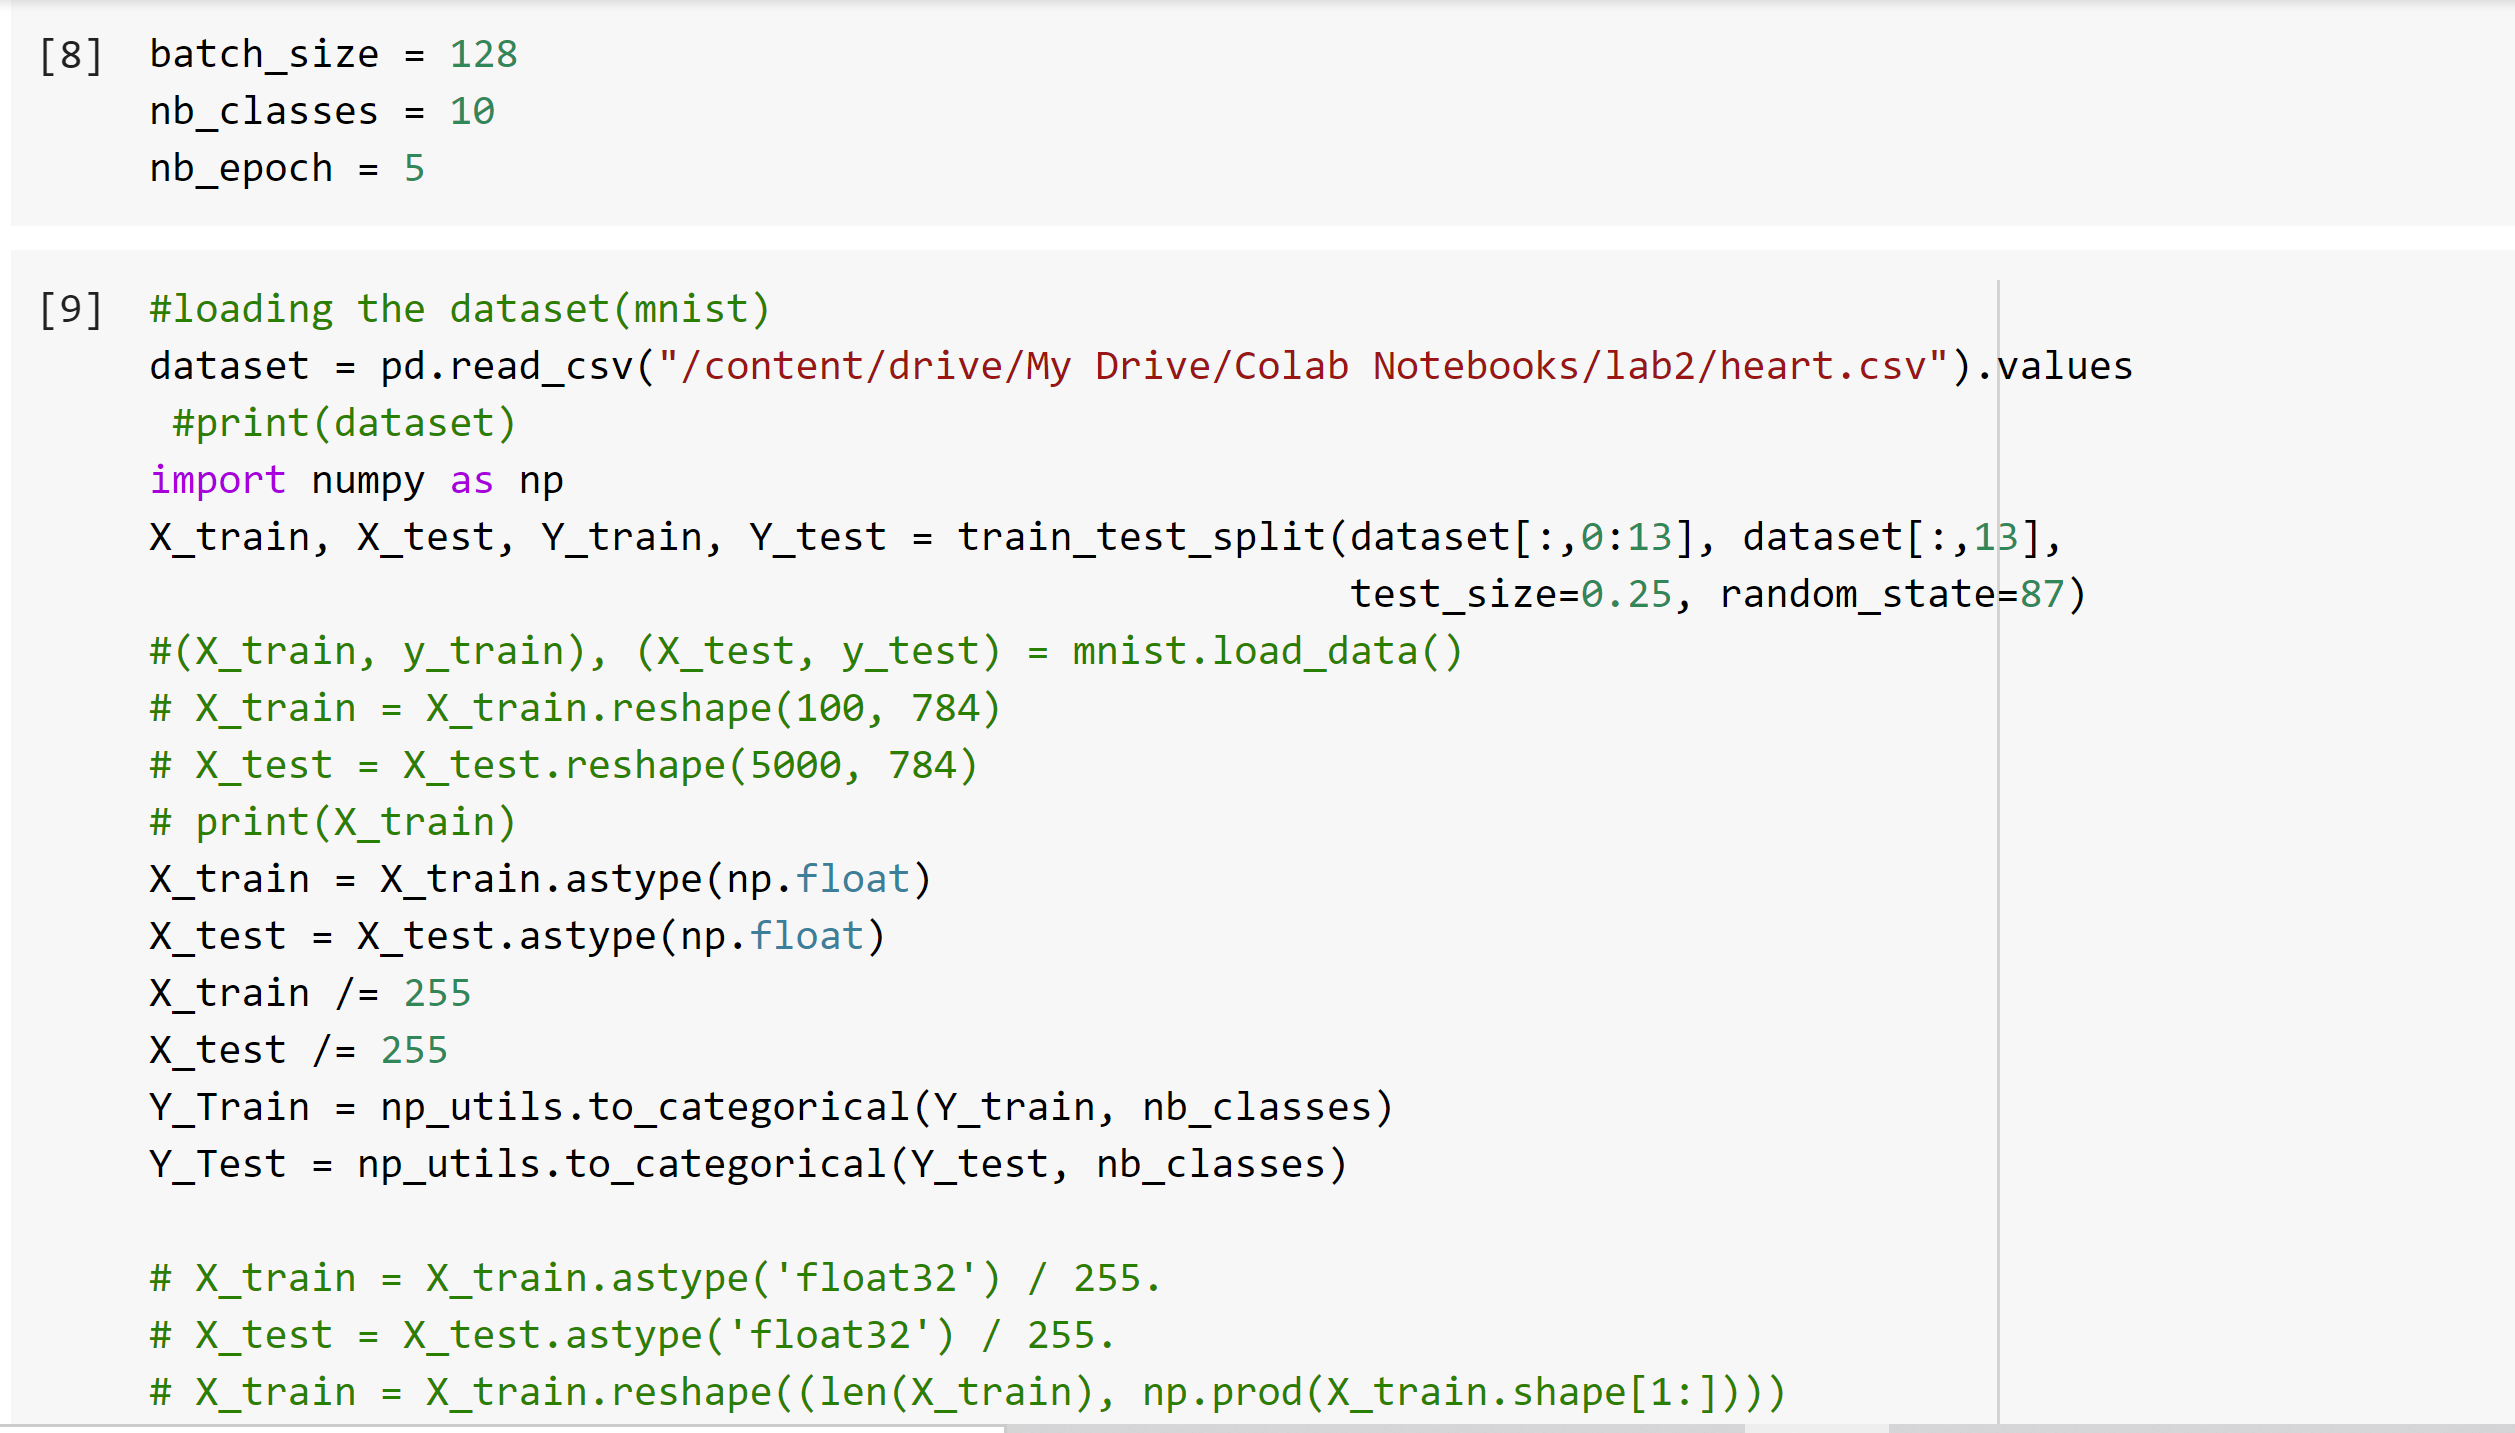 [8] batch_size = 128
nb_classes = 10
nb_epoch = 5
[9] #loading the dataset(mnist)
dataset = pd.read_csv("/content/drive/My Drive/Colab Notebooks/lab2/heart.csv").values
#print(dataset)
import numpy as np
X_train, X_test, Y_train, Y_test = train_test_split(dataset[:,0:13], dataset[:,13],
test_size=0.25, random_state=87)
#(X_train, y_train), (X_test, y_test) = mnist.load_data()
# X_train = X_train.reshape(100, 784)
# X_test = X_test.reshape(5000, 784)
# print(X_train)
X_train = X_train.astype(np.float)
X_test = X_test.astype(np.float)
X_train /= 255
X_test /= 255
Y_Train = np_utils.to_categorical(Y_train, nb_classes)
Y_Test = np_utils.to_categorical(Y_test, nb_classes)
# X_train = X_train.astype('float32') / 255.
# X_test = X_test.astype('float32') / 255.
# X_train = X_train.reshape((len(X_train), np.prod(X_train.shape[1:])))